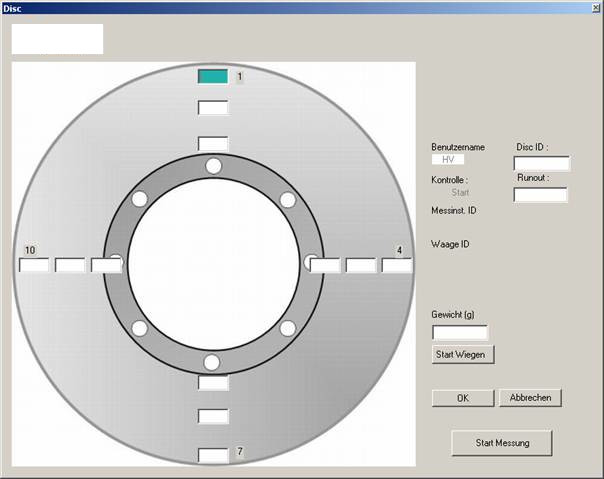 Disc
1
10
4
7
Benutzername
HV
Disc ID :
Kontrolle :
Start
Runout :
Messinst. ID
Waage ID
Gewicht (g)
Start Wiegen
OK
Abbrechen
Start Messung